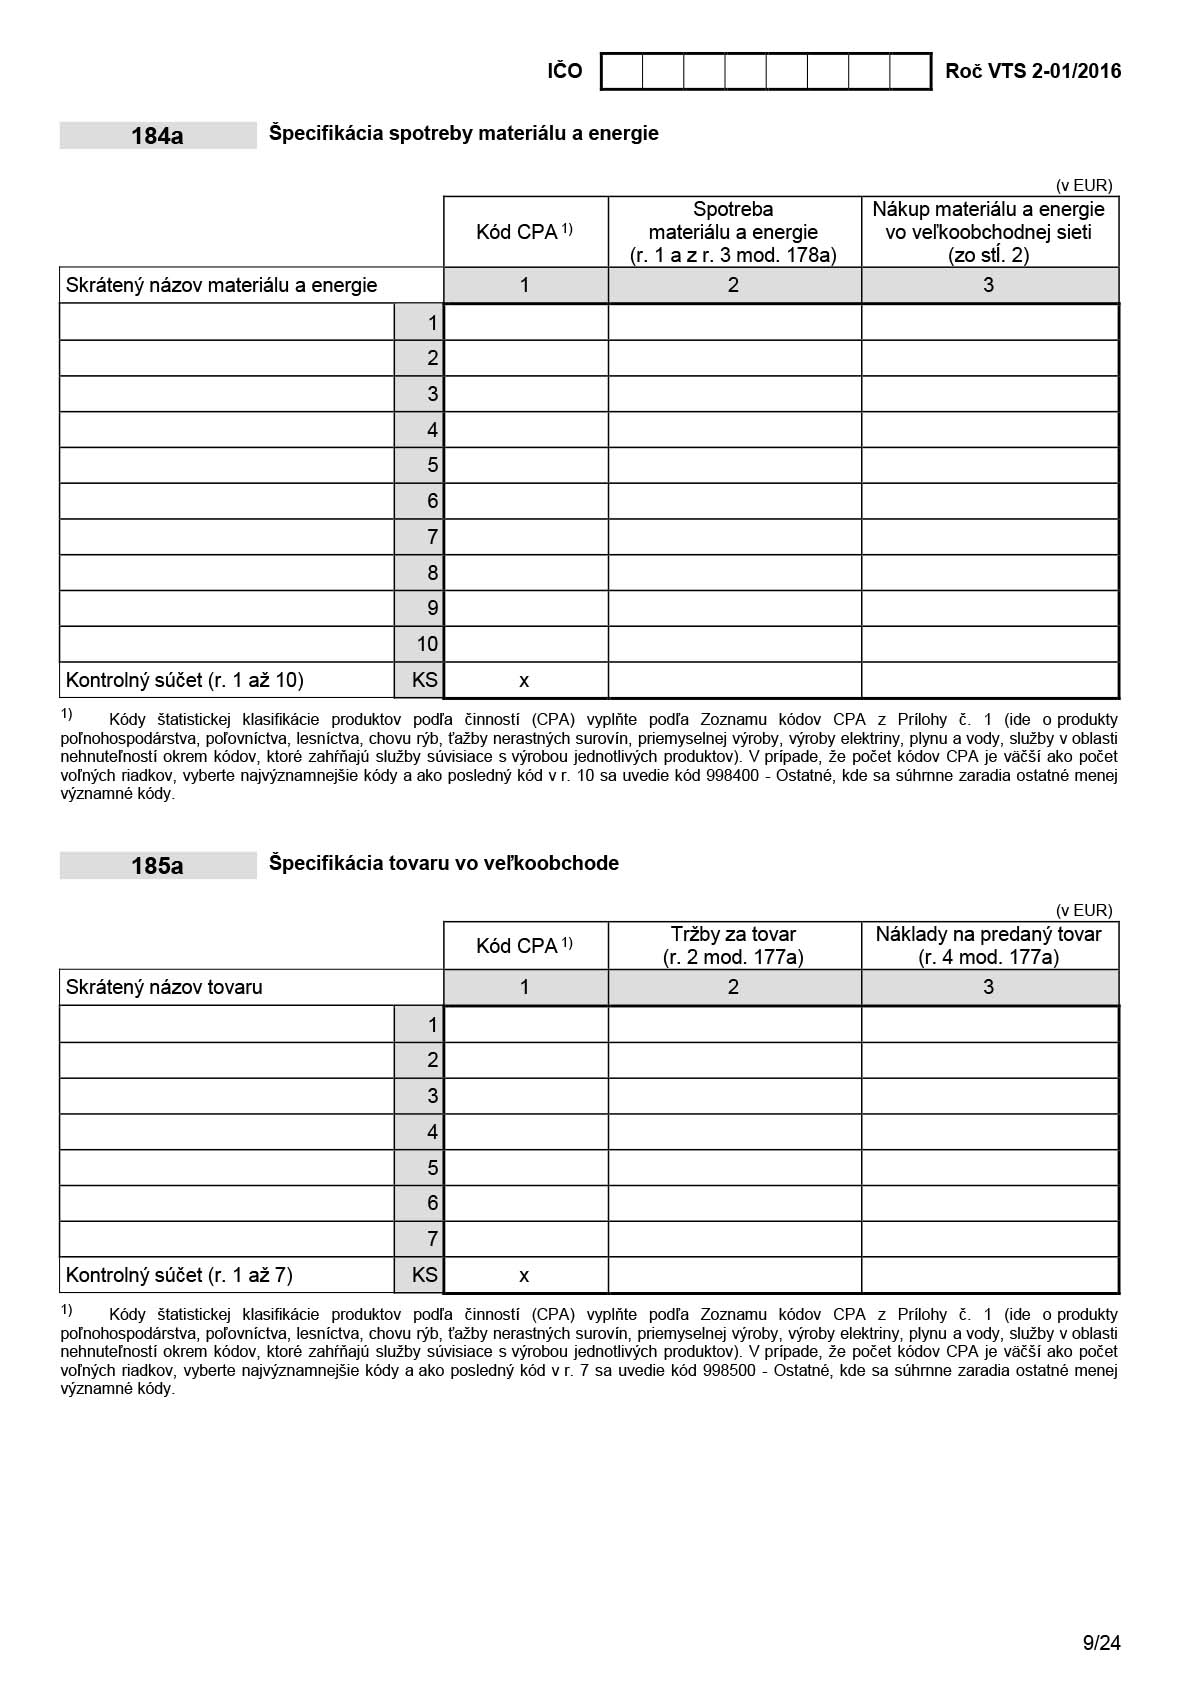 IČO Roč VTS 2-01/2016
184a Špecifikácia spotreby materiálu a energie
(v EUR)
Kód CPA 1) Spotreba materiálu a energie (r. 1 a z r. 3 mod. 178a) Nákup materiálu a energie vo veľkoobchodnej sieti (zo stĺ. 2)
Skrátený názov materiálu a energie 1 2 3
1
2
3
4
5
6
7
8
9
10
Kontrolný súčet (r. 1 až 10) KS x
1) Kódy štatistickej klasifikácie produktov podľa činností (CPA) vyplňte podľa Zoznamu kódov CPA z Prílohy č. 1 (ide o produkty
poľnohospodárstva, poľovníctva, lesníctva, chovu rýb, ťažby nerastných surovín, priemyselnej výroby, výroby elektriny, plynu a vody, služby v oblasti
nehnuteľností okrem kódov, ktoré zahŕňajú služby súvisiace s výrobou jednotlivých produktov). V prípade, že počet kódov CPA je väčší ako počet
voľných riadkov, vyberte najvýznamnejšie kódy a ako posledný kód v r. 10 sa uvedie kód 998400 - Ostatné, kde sa súhrnne zaradia ostatné menej
významné kódy.
185a Špecifikácia tovaru vo veľkoobchode
(v EUR)
Kód CPA 1) Tržby za tovar (r. 2 mod. 177a) Náklady na predaný tovar (r. 4 mod. 177a)
Skrátený názov tovaru 1 2 3
1
2
3
4
5
6
7
Kontrolný súčet (r. 1 až 7) KS x
1) Kódy štatistickej klasifikácie produktov podľa činností (CPA) vyplňte podľa Zoznamu kódov CPA z Prílohy č. 1 (ide o produkty
poľnohospodárstva, poľovníctva, lesníctva, chovu rýb, ťažby nerastných surovín, priemyselnej výroby, výroby elektriny, plynu a vody, služby v oblasti
nehnuteľností okrem kódov, ktoré zahŕňajú služby súvisiace s výrobou jednotlivých produktov). V prípade, že počet kódov CPA je väčší ako počet
voľných riadkov, vyberte najvýznamnejšie kódy a ako posledný kód v r. 7 sa uvedie kód 998500 - Ostatné, kde sa súhrnne zaradia ostatné menej
významné kódy.
9/24